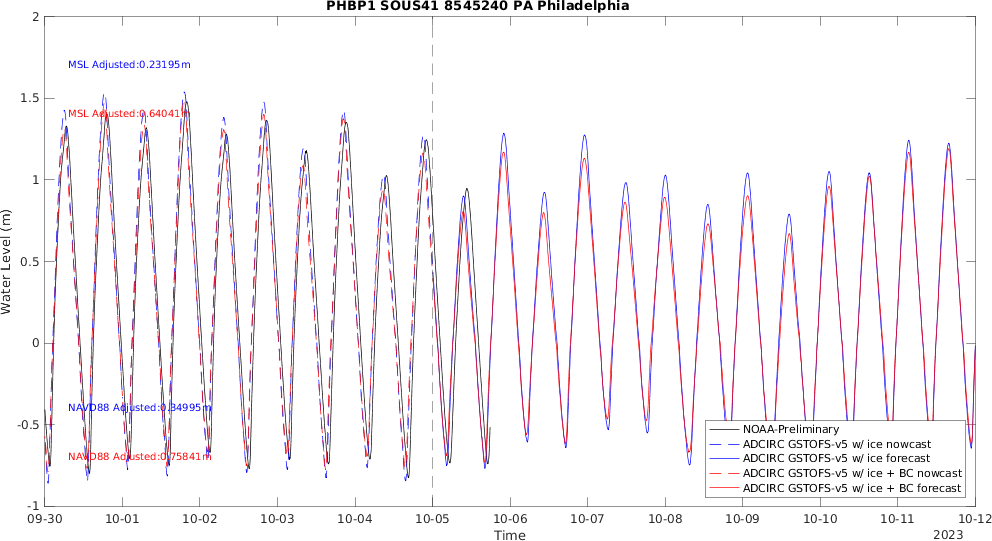 PHBP1 SOUS41 8545240 PA Philadelphia
2
1.5
1
0.5
0
-0.5
-1
Water Level (m)
MSL Adjusted:0.23195m
MSL Adjusted:0.64041m
NAVD88 Adjusted:0.34995m
NAVD88 Adjusted:0.75841m
NOAA-Preliminary
ADCIRC GSTOFS-v5 w/ ice nowcast
ADCIRC GSTOFS-v5 w/ ice forecast
ADCIRC GSTOFS-v5 w/ ice + BC nowcast
ADCIRC GSTOFS-v5 w/ ice + BC forecast
09-30 10-01 10-02 10-03 10-04 10-05 10-06 10-07 10-08 10-09 10-10 10-11 10-12
Time
2023